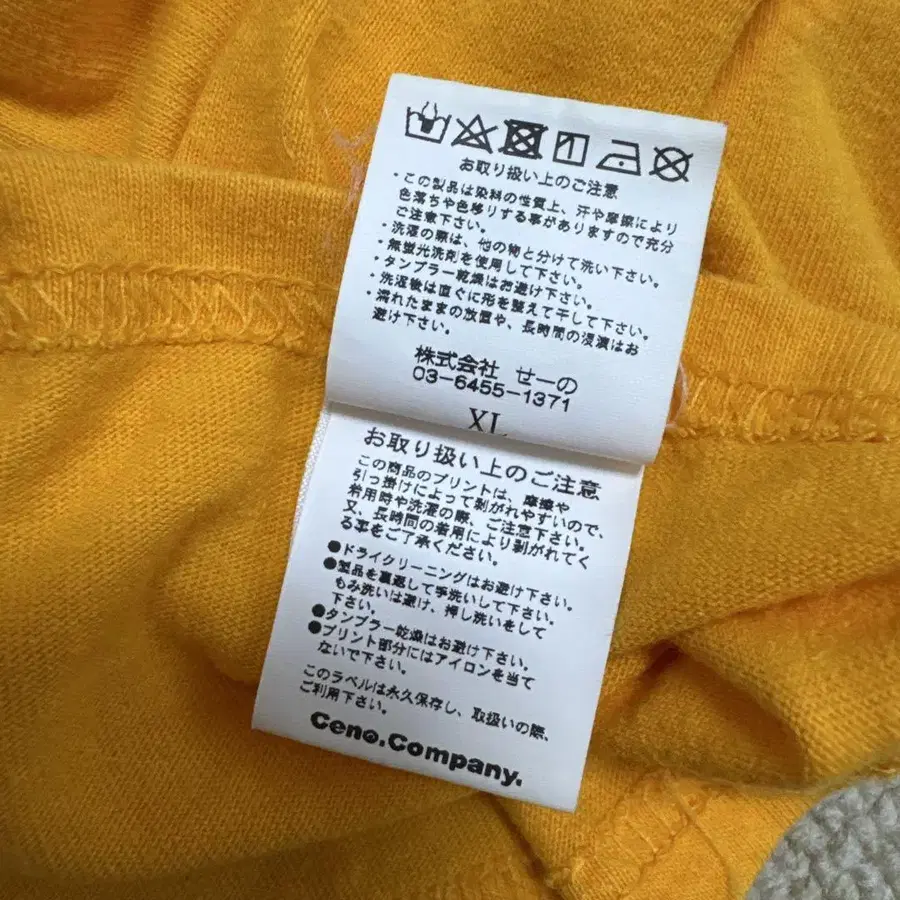 お取り扱い上のご注意
・この製品は染料の性質上、汗や摩擦により
色落ちや色移りする事がありますので充分
ご注意下さい。
・洗濯の際は、他の物と分けて洗い下さい。
・無蛍光洗剤を使用して下さい。
・タンブラー乾燥はお避け下さい。
・洗濯後は直ぐに形を整えて干して下さい。
・濡れたままの放置や、長時間の浸漬はお
避け下さい。
株式会社 せーの
03-6455-1371
XL
お取り扱い上のご注意
この商品のプリントは、摩擦や
引っ掛けによって剥がれやすいので、
着用時や洗濯の際、ご注意下さい。
又、長時間の着用により剥がれてく
る事をご了承ください。
●ドライクリーニングはお避け下さい。
●製品を裏返して手洗いして下さい。
もみ洗いは避け、押し洗いをして
下さい。
●タンブラー乾燥はお避け下さい。
●プリント部分にはアイロンを当て
ないで下さい。
このラベルは永久保存し、取扱いの際、
ご利用下さい。
Ceno.Company.